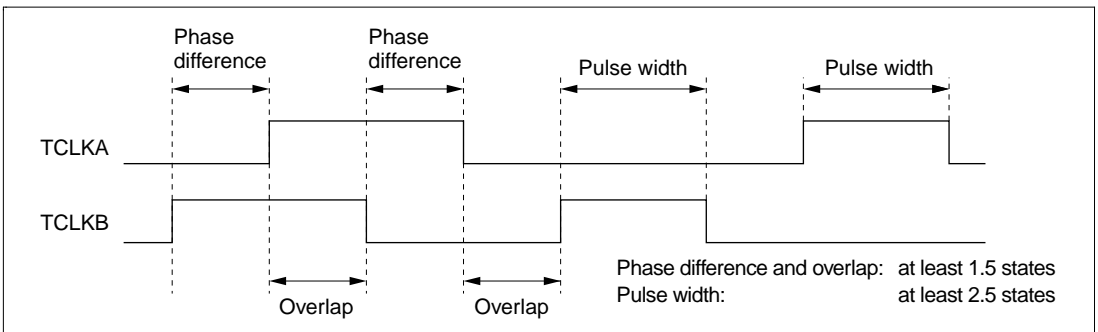 Phase
difference
Phase
difference
Pulse width
Pulse width
TCLKA
TCLKB
Overlap
Overlap
Phase difference and overlap: at least 1.5 states
Pulse width: at least 2.5 states